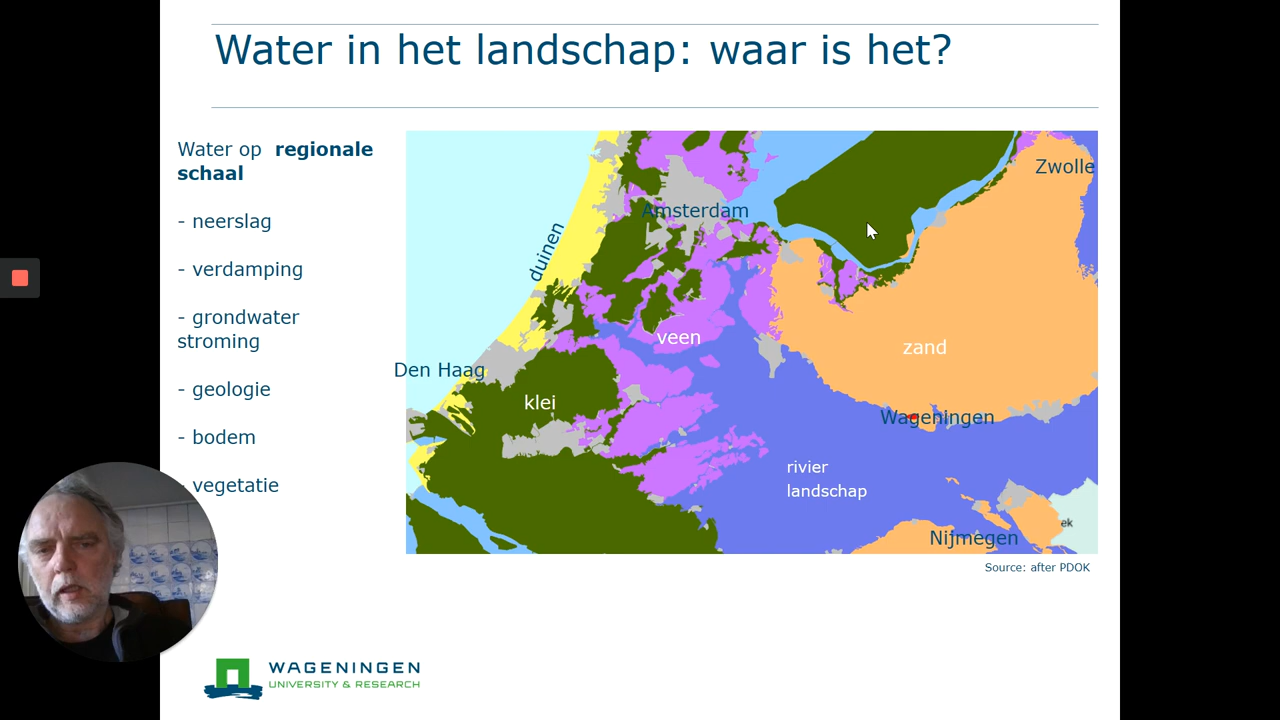 Water in het landschap: waar is het?
Water op regionale
schaal
- neerslag
- verdamping
- grondwater
stroming
- geologie
- bodem
- vegetatie
Zwolle
Amsterdam
duinen
veen
zand
Den Haag
klei
Wageningen
rivier
landschap
ek
Nijmegen
Source: after PDOK
WAGENINGEN
UNIVERSITY & RESEARCH